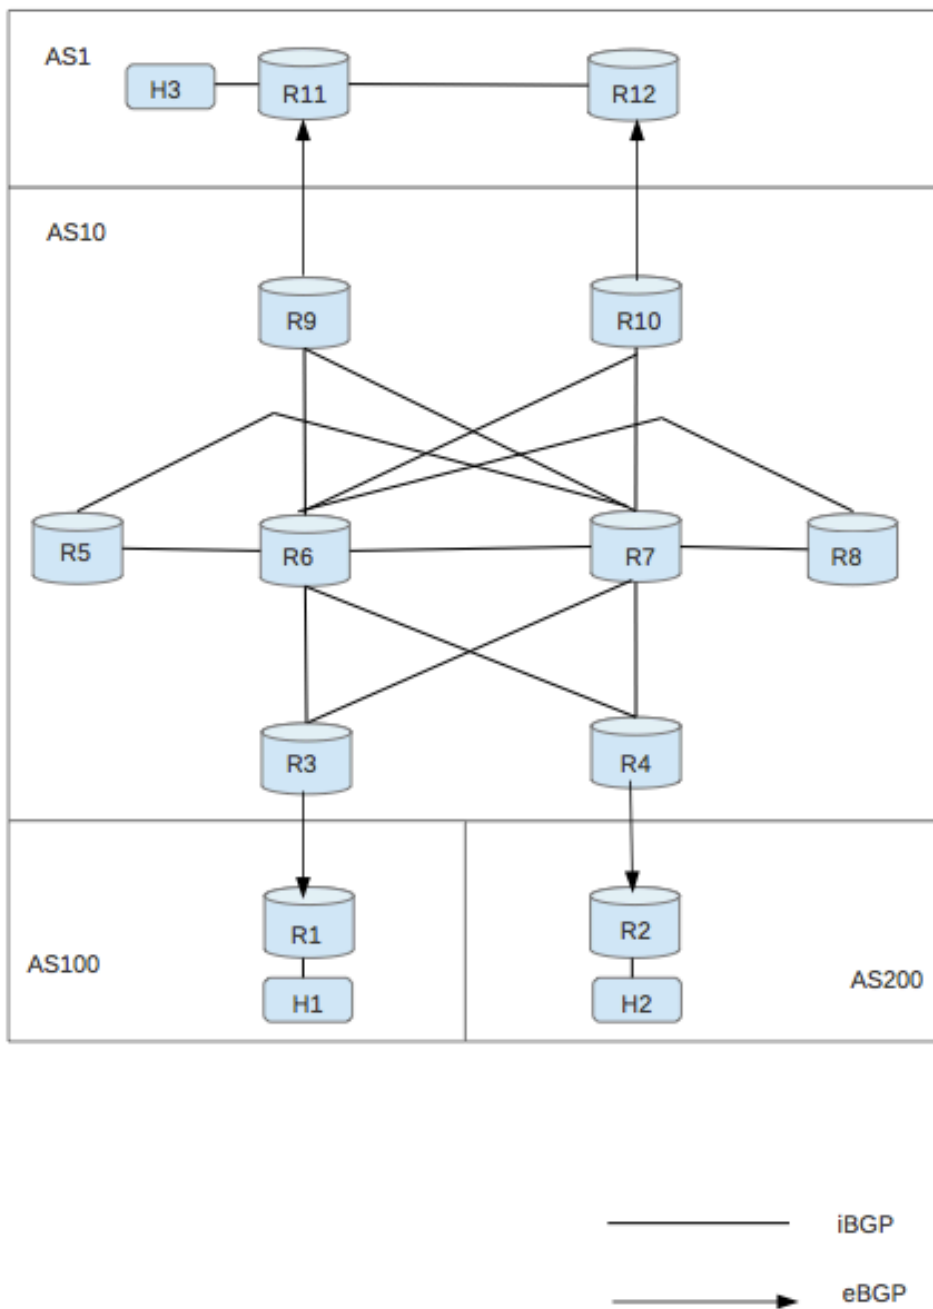 AS1
H3
R11
R12
AS10
R9
R10
R5
R6
R7
R8
R3
R4
R1
R2
AS100
AS200
H1
H2
iBGP
eBGP